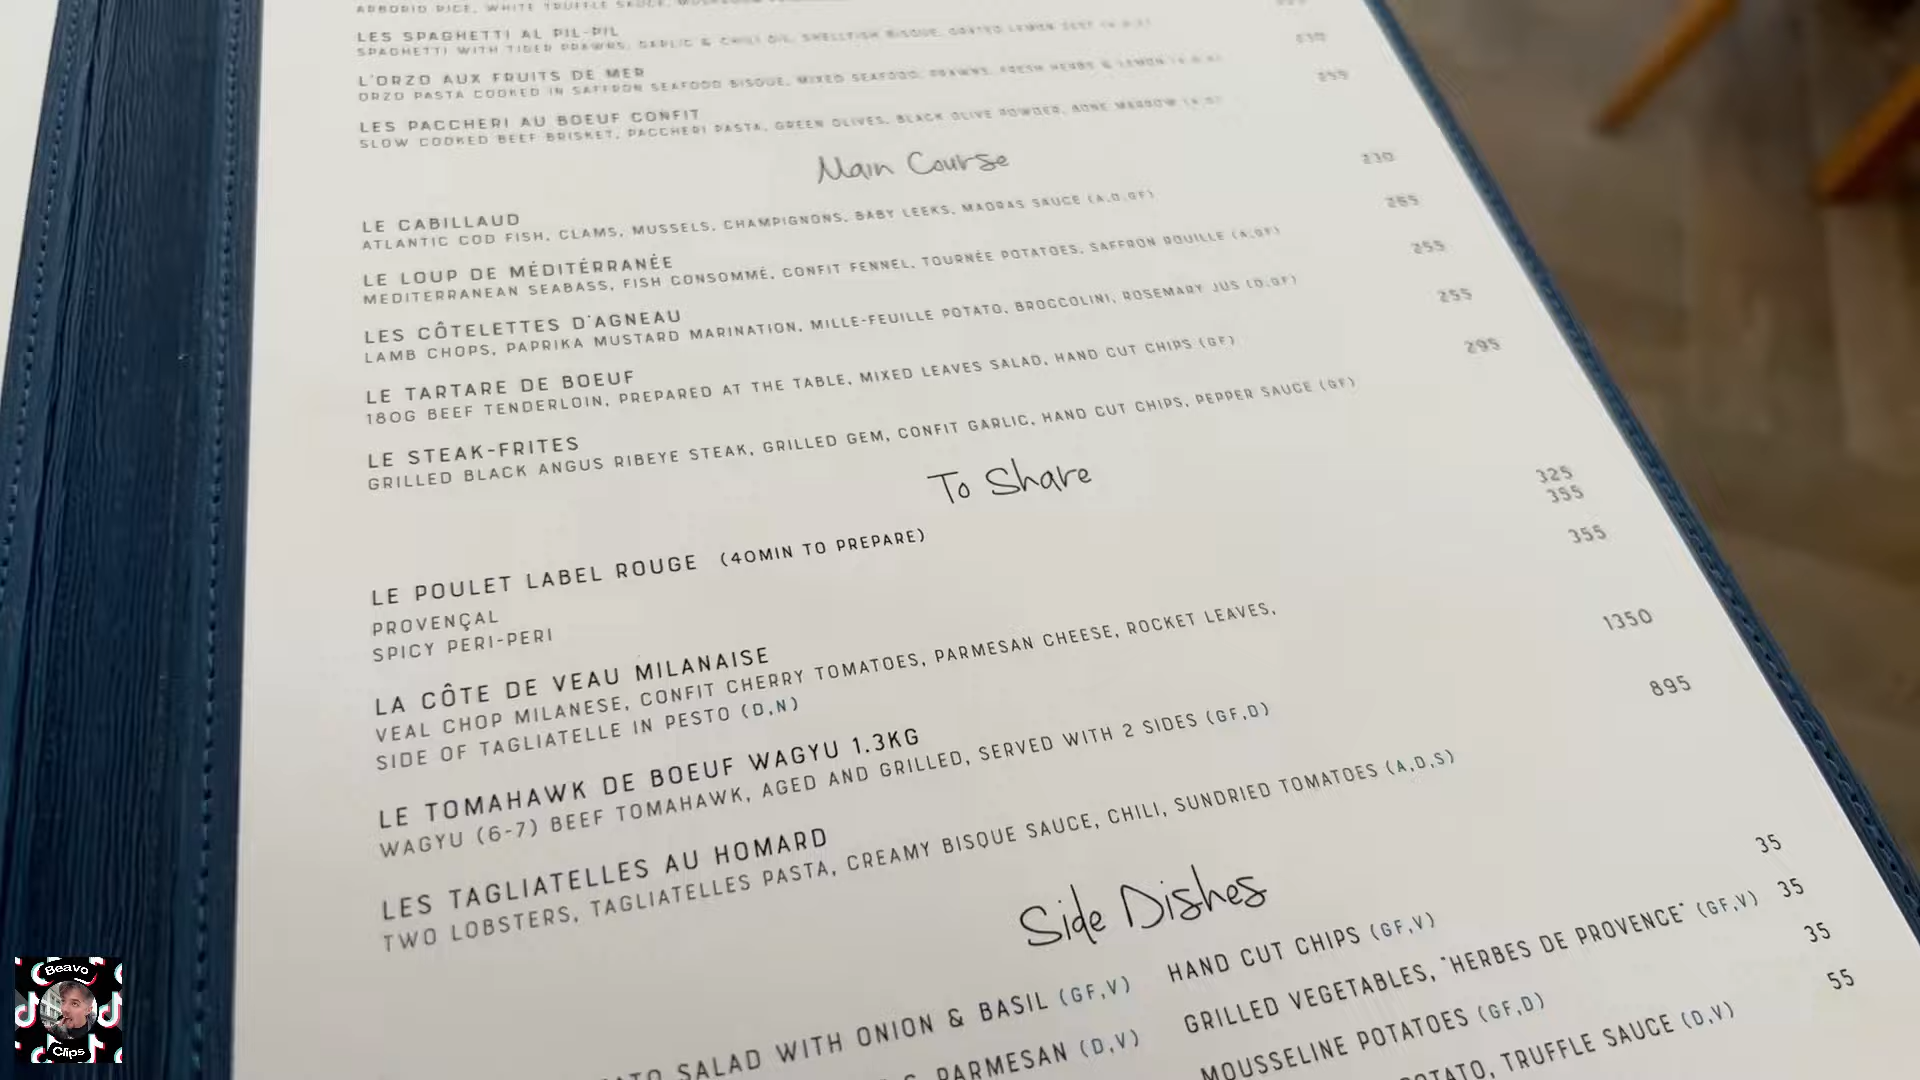 ARBORIO RICE, WHITE TRUFFLE SAUCE,
LES SPAGHETTI AL PIL-PIL
SPAGHETTI WITH TIGER PRAWNS, GARLIC & CHILI OIL, SHELLFISH BISQUE, GRATED LEMON ZEST
230
L'ORZO AUX FRUITS DE MER
ORZO PASTA COOKED IN SAFFRON SEAFOOD BISQUE, MIXED SEAFOOD, PRAWNS, FRESH HERBS & LEMON
255
LES PACCHERI AU BOEUF CONFIT
SLOW COOKED BEEF BRISKET, PACCHERI PASTA, GREEN OLIVES, BLACK OLIVE POWDER, BONE MARROW
Main Course
LE CABILLAUD 230
ATLANTIC COD FISH, CLAMS, MUSSELS, CHAMPIGNONS, BABY LEEKS, MADRAS SAUCE (A,D,GF)
LE LOUP DE MÉDITÉRRANÉE 265
MEDITERRANEAN SEABASS, FISH CONSOMMÉ, CONFIT FENNEL, TOURNÉE POTATOES, SAFFRON ROUILLE (A,GF)
LES CÔTELETTES D'AGNEAU 255
LAMB CHOPS, PAPRIKA MUSTARD MARINATION, MILLE-FEUILLE POTATO, BROCCOLINI, ROSEMARY JUS (D,GF)
LE TARTARE DE BOEUF 255
180G BEEF TENDERLOIN, PREPARED AT THE TABLE, MIXED LEAVES SALAD, HAND CUT CHIPS (GF)
LE STEAK-FRITES 295
GRILLED BLACK ANGUS RIBEYE STEAK, GRILLED GEM, CONFIT GARLIC, HAND CUT CHIPS, PEPPER SAUCE (GF)
To Share
LE POULET LABEL ROUGE (40MIN TO PREPARE)
PROVENÇAL 325
SPICY PERI-PERI 355
LA CÔTE DE VEAU MILANAISE 355
VEAL CHOP MILANESE, CONFIT CHERRY TOMATOES, PARMESAN CHEESE, ROCKET LEAVES,
SIDE OF TAGLIATELLE IN PESTO (D,N)
LE TOMAHAWK DE BOEUF WAGYU 1.3KG 1350
WAGYU (6-7) BEEF TOMAHAWK, AGED AND GRILLED, SERVED WITH 2 SIDES (GF,D)
LES TAGLIATELLES AU HOMARD 895
TWO LOBSTERS, TAGLIATELLES PASTA, CREAMY BISQUE SAUCE, CHILI, SUNDRIED TOMATOES (A,D,S)
Side Dishes
SALAD WITH ONION & BASIL (GF,V)
PARMESAN (D,V)
HAND CUT CHIPS (GF,V) 35
GRILLED VEGETABLES, "HERBES DE PROVENCE" (GF,V) 35
MOUSSELINE POTATOES (GF,D) 35
TRUFFLE SAUCE (D,V) 55
Beavo
Clips